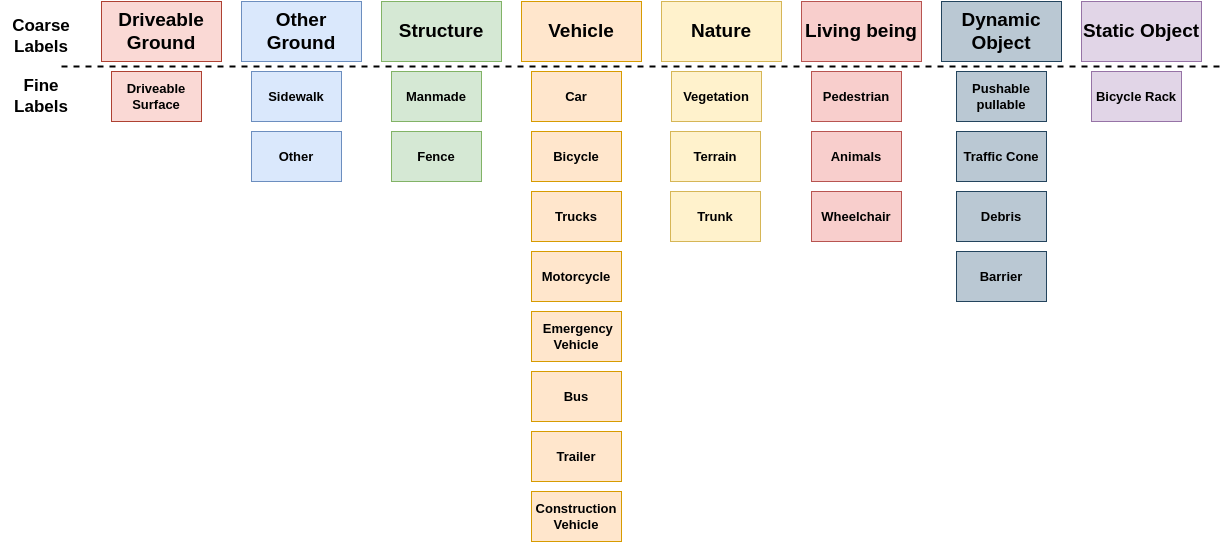 Coarse
Labels
Driveable
Ground
Other
Ground
Structure
Vehicle
Nature
Living being
Dynamic
Object
Static Object
Fine
Labels
Driveable
Surface
Sidewalk
Manmade
Car
Vegetation
Pedestrian
Pushable
pullable
Bicycle Rack
Other
Fence
Bicycle
Terrain
Animals
Traffic Cone
Trucks
Trunk
Wheelchair
Debris
Motorcycle
Barrier
Emergency
Vehicle
Bus
Trailer
Construction
Vehicle